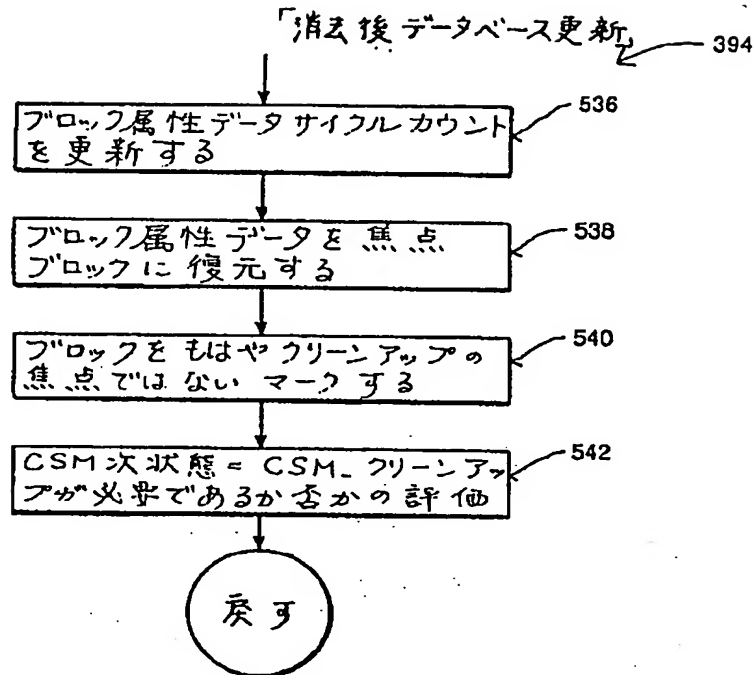 「消去後データベース更新」
394
ブロック属性データサイクルカウント
を更新する
536
ブロック属性データを焦点
ブロックに復元する
538
ブロックをもはやクリーンアップの
焦点ではない マークする
540
CSM次状態 = CSM_クリーンアッ
プが必要であるか否かの評価
542
戻す